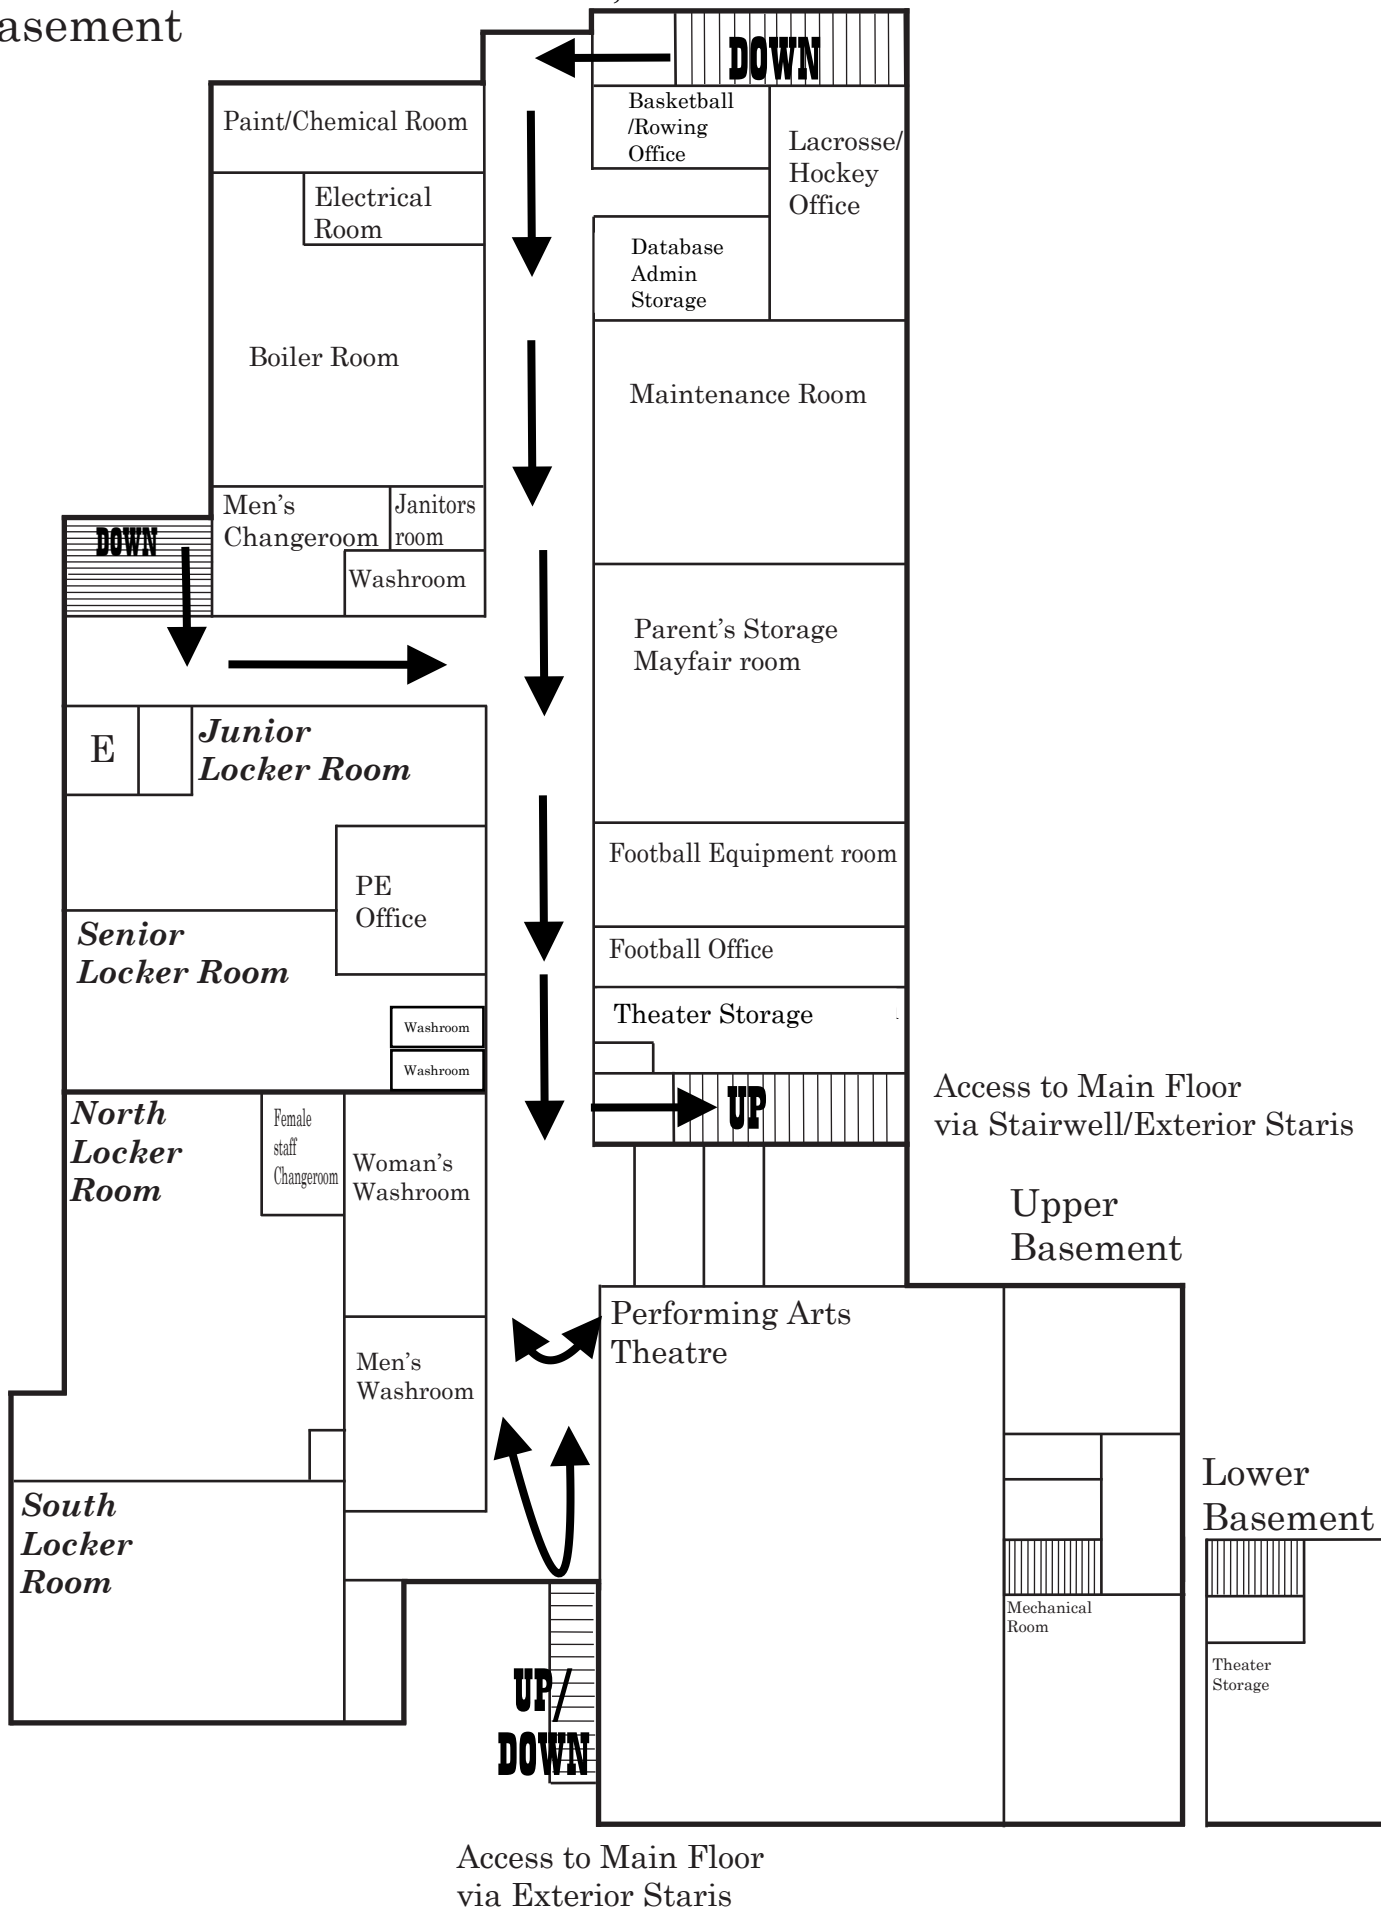 asement
DOWN
Basketball
/Rowing
Office
Lacrosse/
Hockey
Office
Paint/Chemical Room
Electrical
Room
Database
Admin
Storage
Boiler Room
Maintenance Room
Men's
Changeroom
Janitors
room
Washroom
DOWN
Parent's Storage
Mayfair room
E
Junior
Locker Room
PE
Office
Football Equipment room
Senior
Locker Room
Football Office
Washroom
Washroom
Theater Storage
UP
Access to Main Floor
via Stairwell/Exterior Staris
North
Locker
Room
Female
staff
Changeroom
Woman's
Washroom
Upper
Basement
Performing Arts
Theatre
Men's
Washroom
South
Locker
Room
Lower
Basement
Mechanical
Room
Theater
Storage
UP/
DOWN
Access to Main Floor
via Exterior Staris